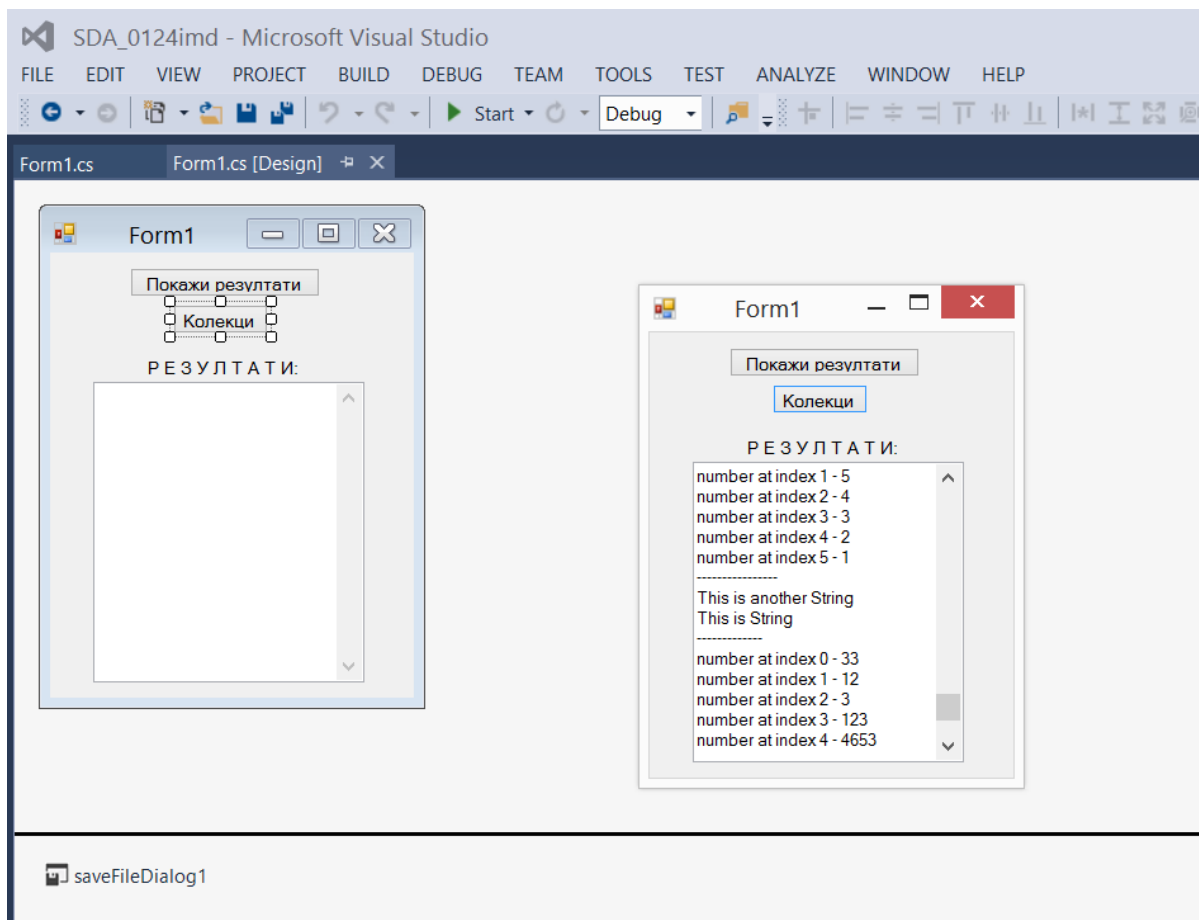 SDA_0124imd - Microsoft Visual Studio
FILE EDIT VIEW PROJECT BUILD DEBUG TEAM TOOLS TEST ANALYZE WINDOW HELP
Start Debug
Form1.cs Form1.cs [Design]
Form1
Покажи резултати
Колекци
Р Е З У Л Т А Т И:
Form1
Покажи резултати
Колекци
Р Е З У Л Т А Т И:
number at index 1 - 5
number at index 2 - 4
number at index 3 - 3
number at index 4 - 2
number at index 5 - 1
----------------
This is another String
This is String
-------------
number at index 0 - 33
number at index 1 - 12
number at index 2 - 3
number at index 3 - 123
number at index 4 - 4653
saveFileDialog1